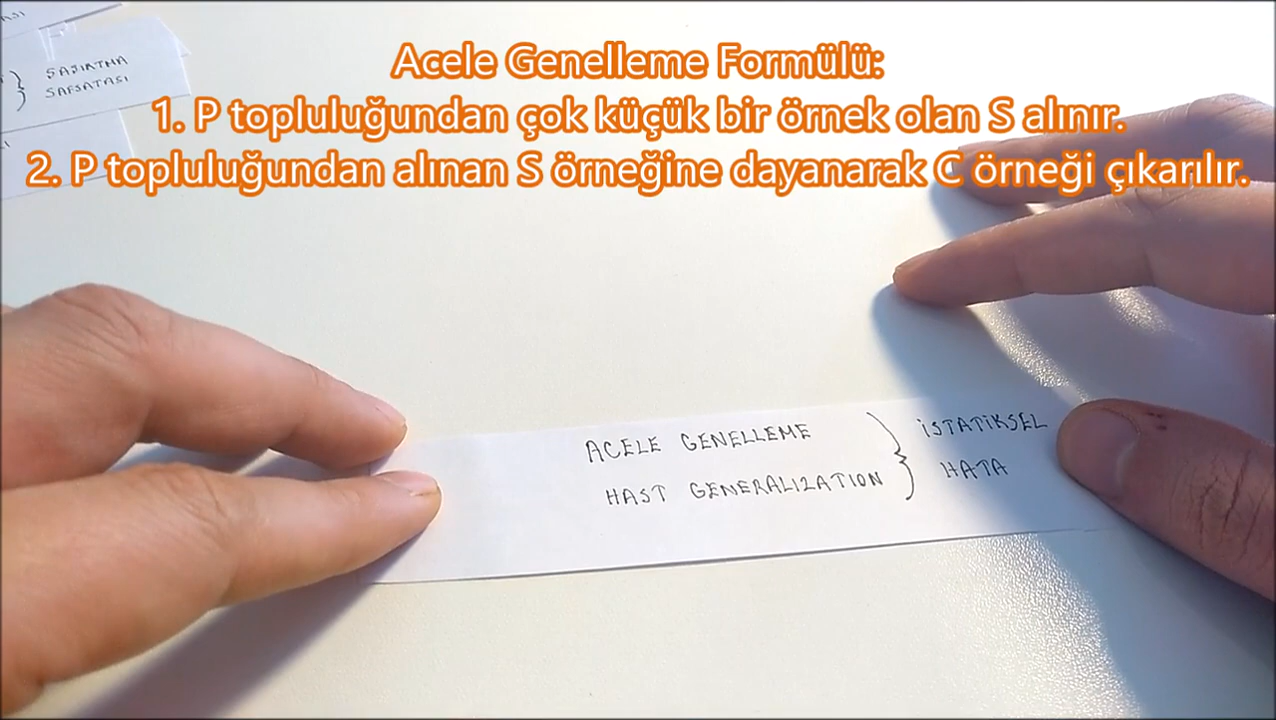 Acele Genelleme Formülü:
1. P topluluğundan çok küçük bir örnek olan S alınır.
2. P topluluğundan alınan S örneğine dayanarak C örneği çıkarılır.
ŞAŞIRTMA
SAFSATASI
ACELE GENELLEME
HAST GENERALIZATION
İSTATİKSEL
HATA